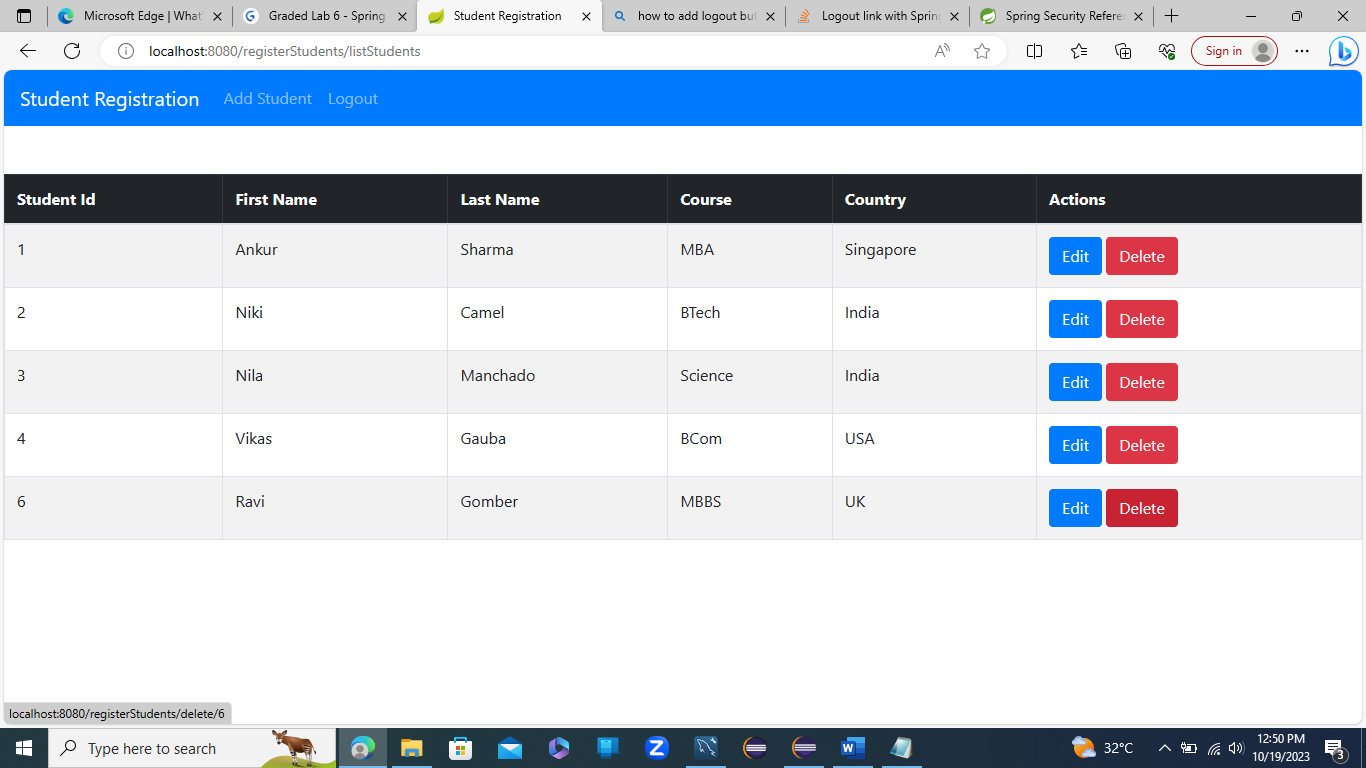 Microsoft Edge | What'
Graded Lab 6 - Spring
Student Registration
how to add logout but
Logout link with Spring
Spring Security Refere
localhost:8080/registerStudents/listStudents
Sign in
Student Registration Add Student Logout
Student Id First Name Last Name Course Country Actions
1 Ankur Sharma MBA Singapore Edit Delete
2 Niki Camel BTech India Edit Delete
3 Nila Manchado Science India Edit Delete
4 Vikas Gauba BCom USA Edit Delete
6 Ravi Gomber MBBS UK Edit Delete
localhost:8080/registerStudents/delete/6
Type here to search
32°C
12:50 PM
10/19/2023
3